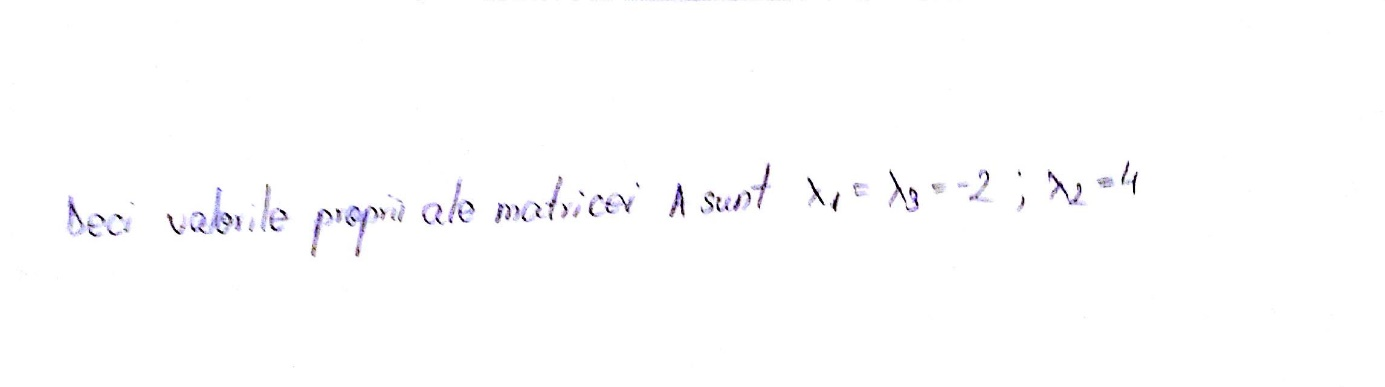 Deci valorile proprii ale matricei A sunt λ₁ = λ₃ = -2 ; λ₂ = 4